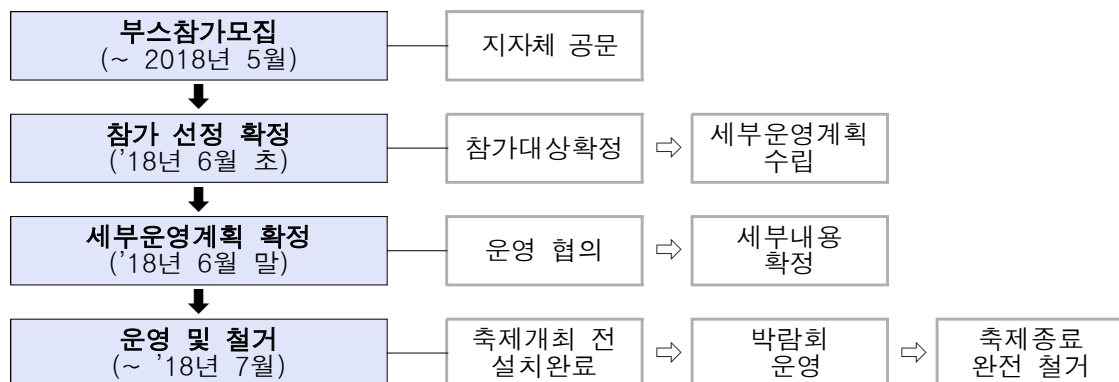 부스참가모집
(~ 2018년 5월)
지자체 공문
참가 선정 확정
('18년 6월 초)
참가대상확정
세부운영계획
수립
세부운영계획 확정
('18년 6월 말)
운영 협의
세부내용
확정
운영 및 철거
(~ '18년 7월)
축제개최 전
설치완료
박람회
운영
축제종료
완전 철거